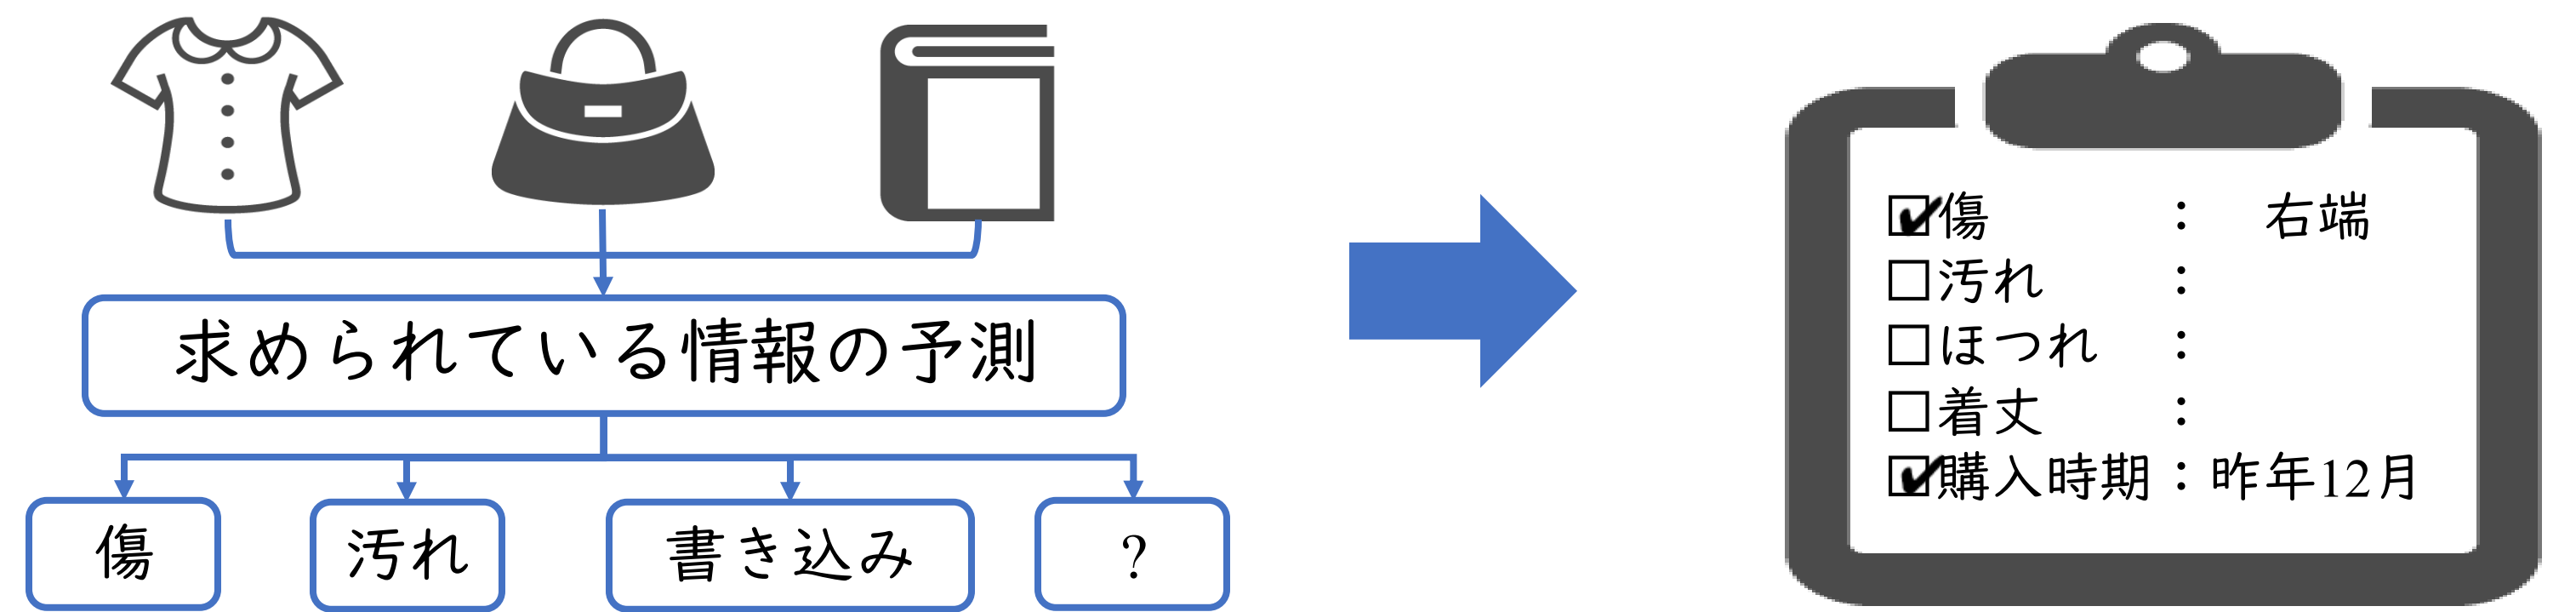 求められている情報の予測
傷
汚れ
書き込み
?
☑傷 : 右端
☐汚れ :
☐ほつれ :
☐着丈 :
☑購入時期 : 昨年12月